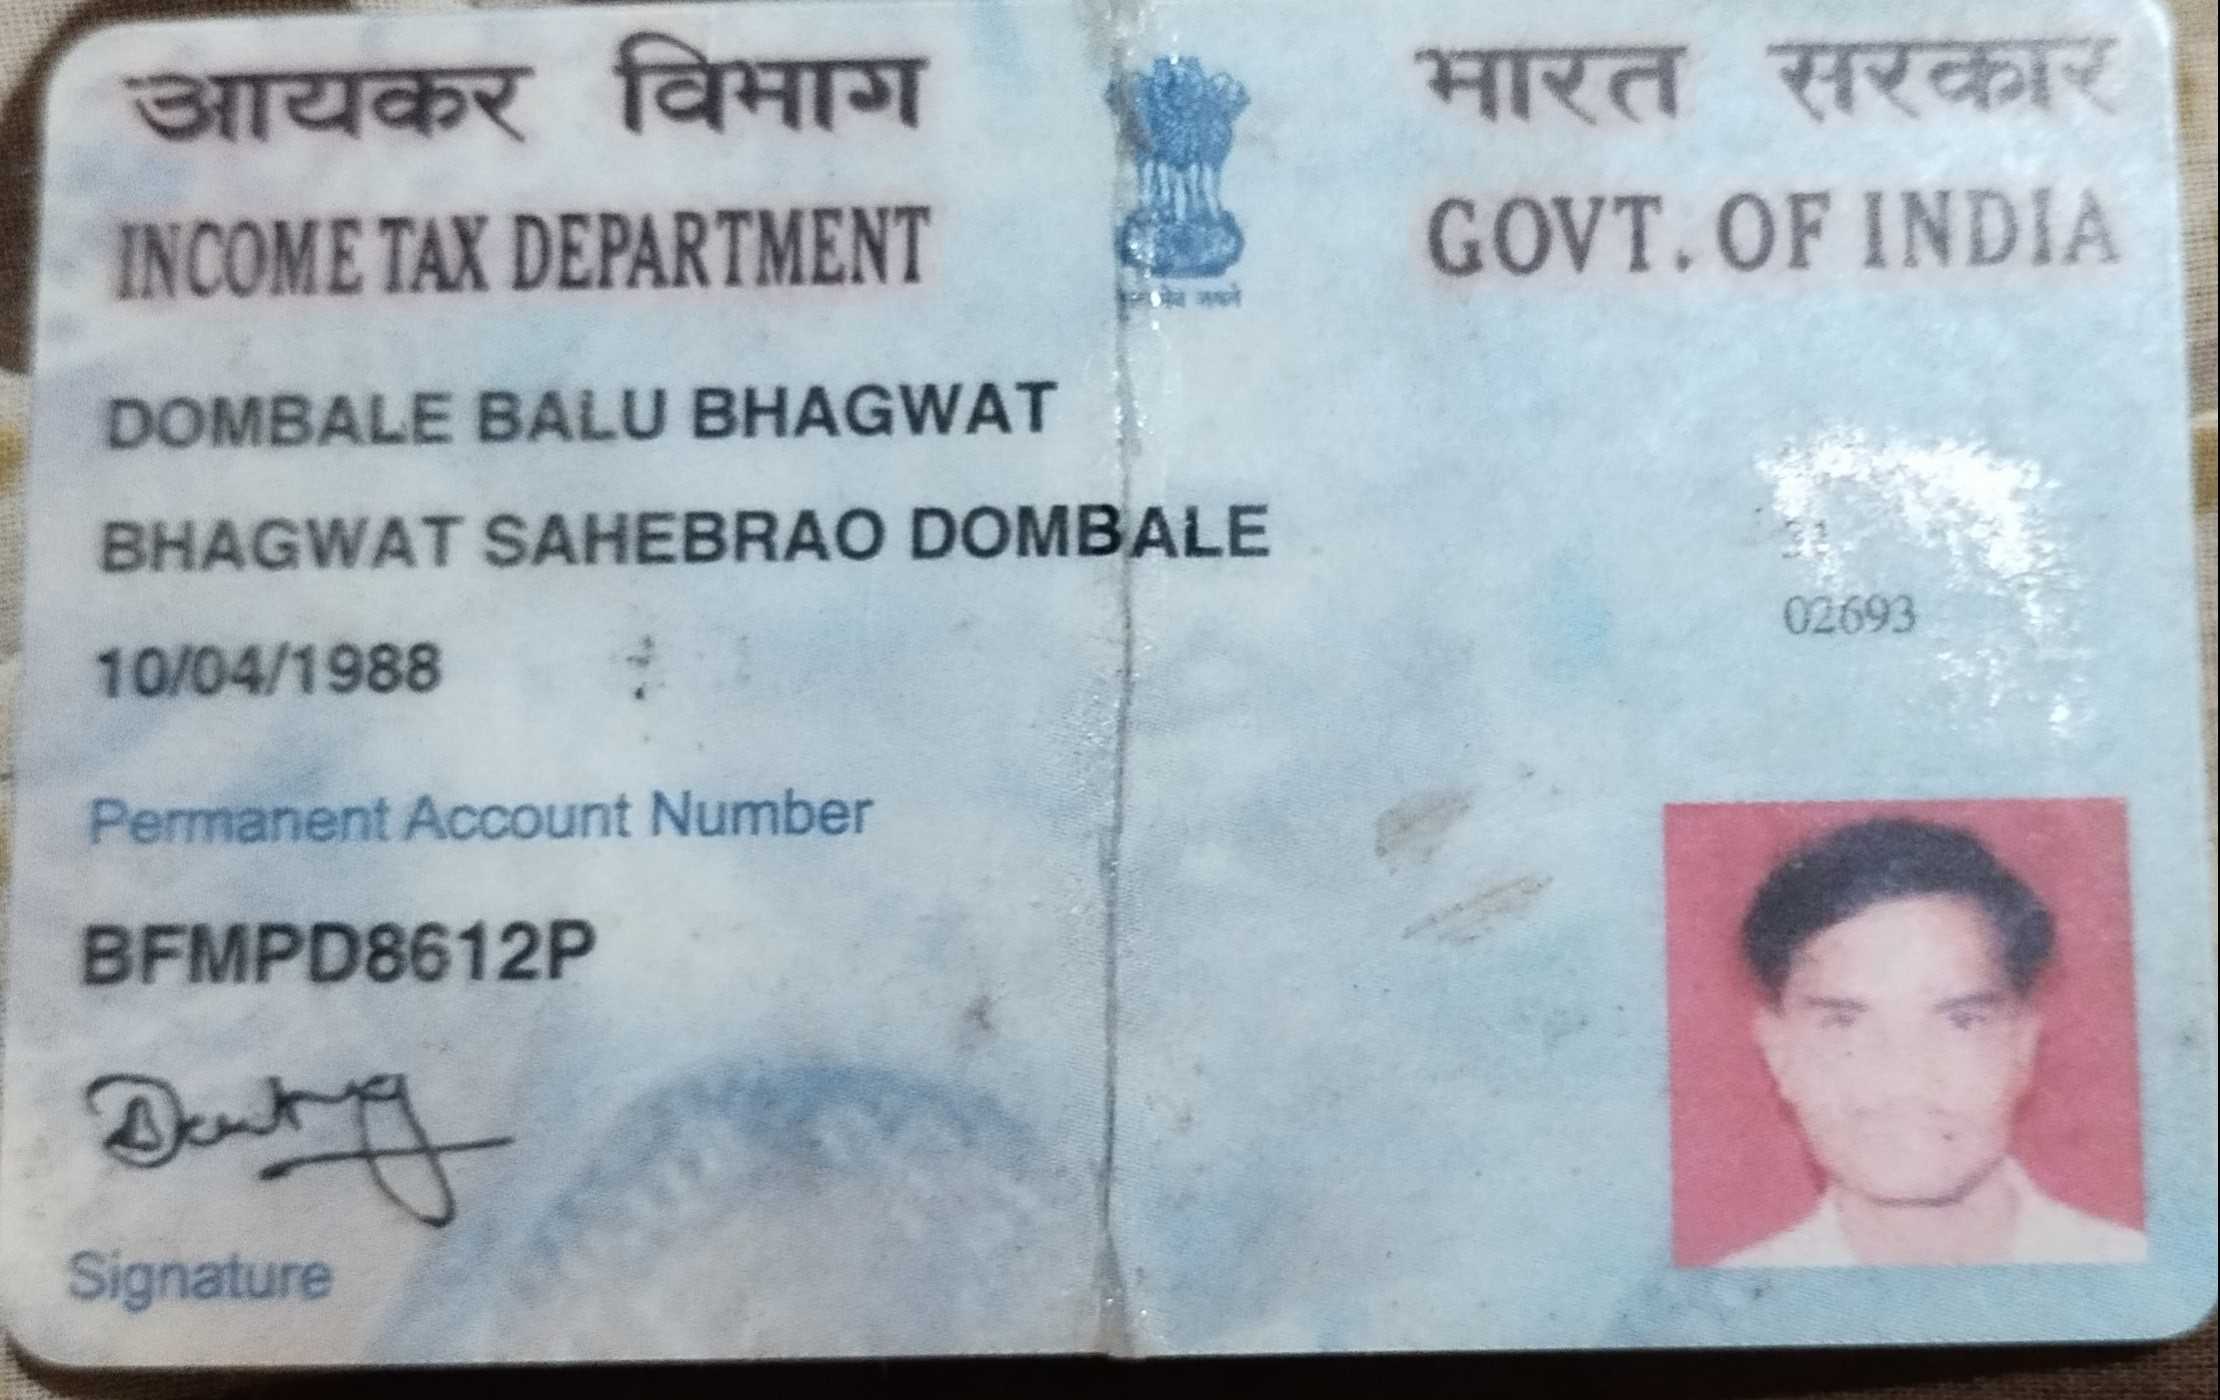 आयकर विभाग
भारत सरकार
INCOME TAX DEPARTMENT
GOVT. OF INDIA
DOMBALE BALU BHAGWAT
BHAGWAT SAHEBRAO DOMBALE
10/04/1988
02693
Permanent Account Number
BFMPD8612P
Signature